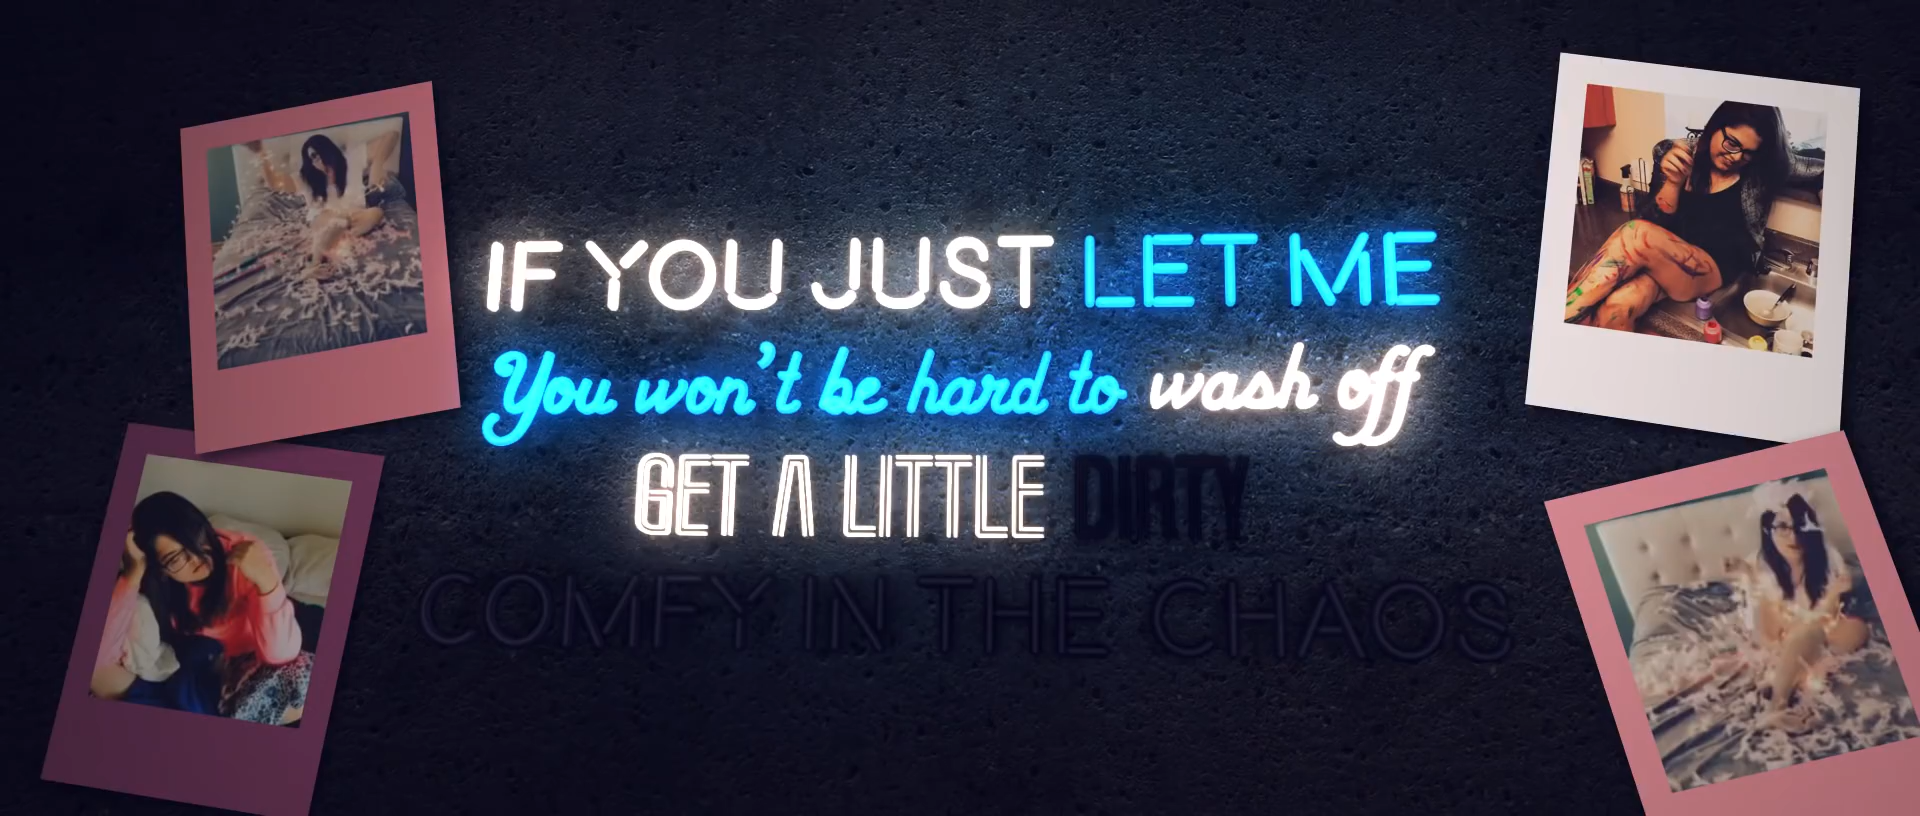 IF YOU JUST LET ME
You won't be hard to wash off
GET A LITTLE DIRTY
COMFY IN THE CHAOS